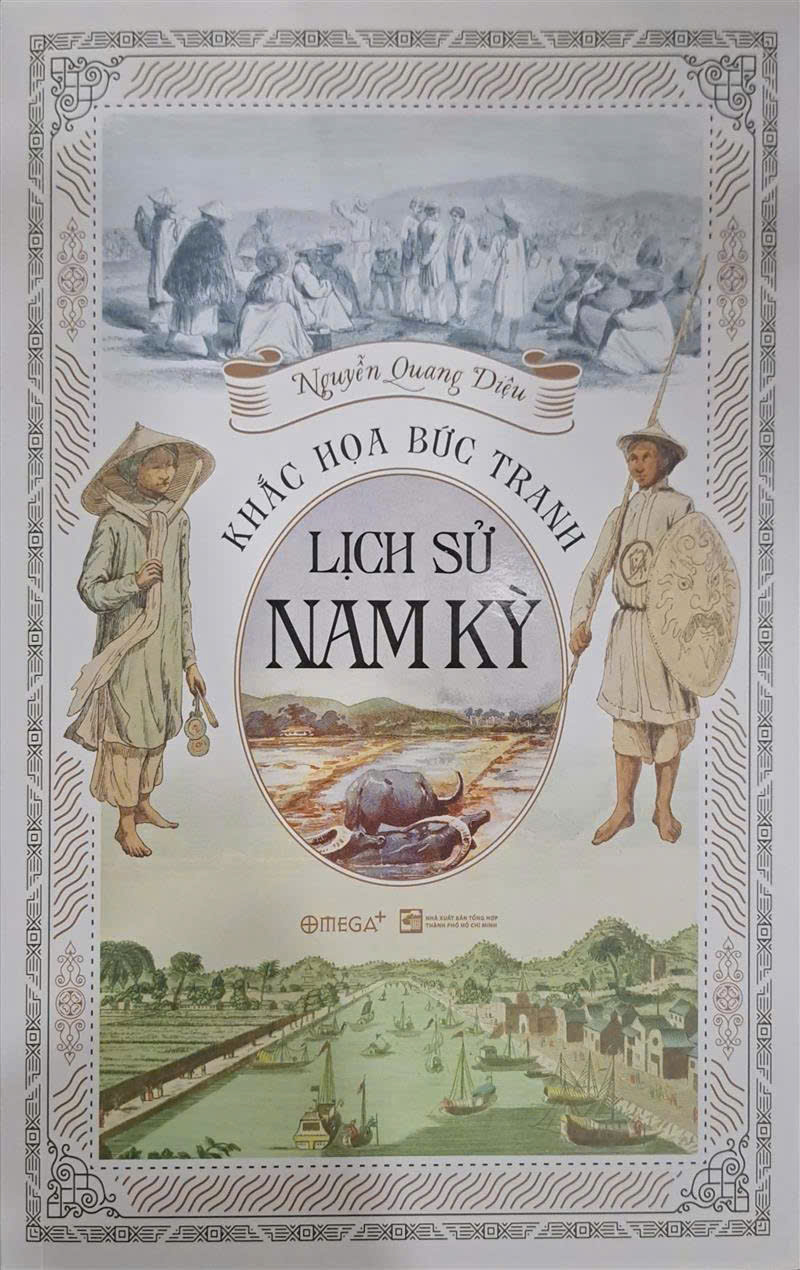 Nguyễn Quang Diệu
KHẮC HỌA BỨC TRANH
LỊCH SỬ
NAM KỲ
OMEGA+
NHÀ XUẤT BẢN TỔNG HỢP
THÀNH PHỐ HỒ CHÍ MINH